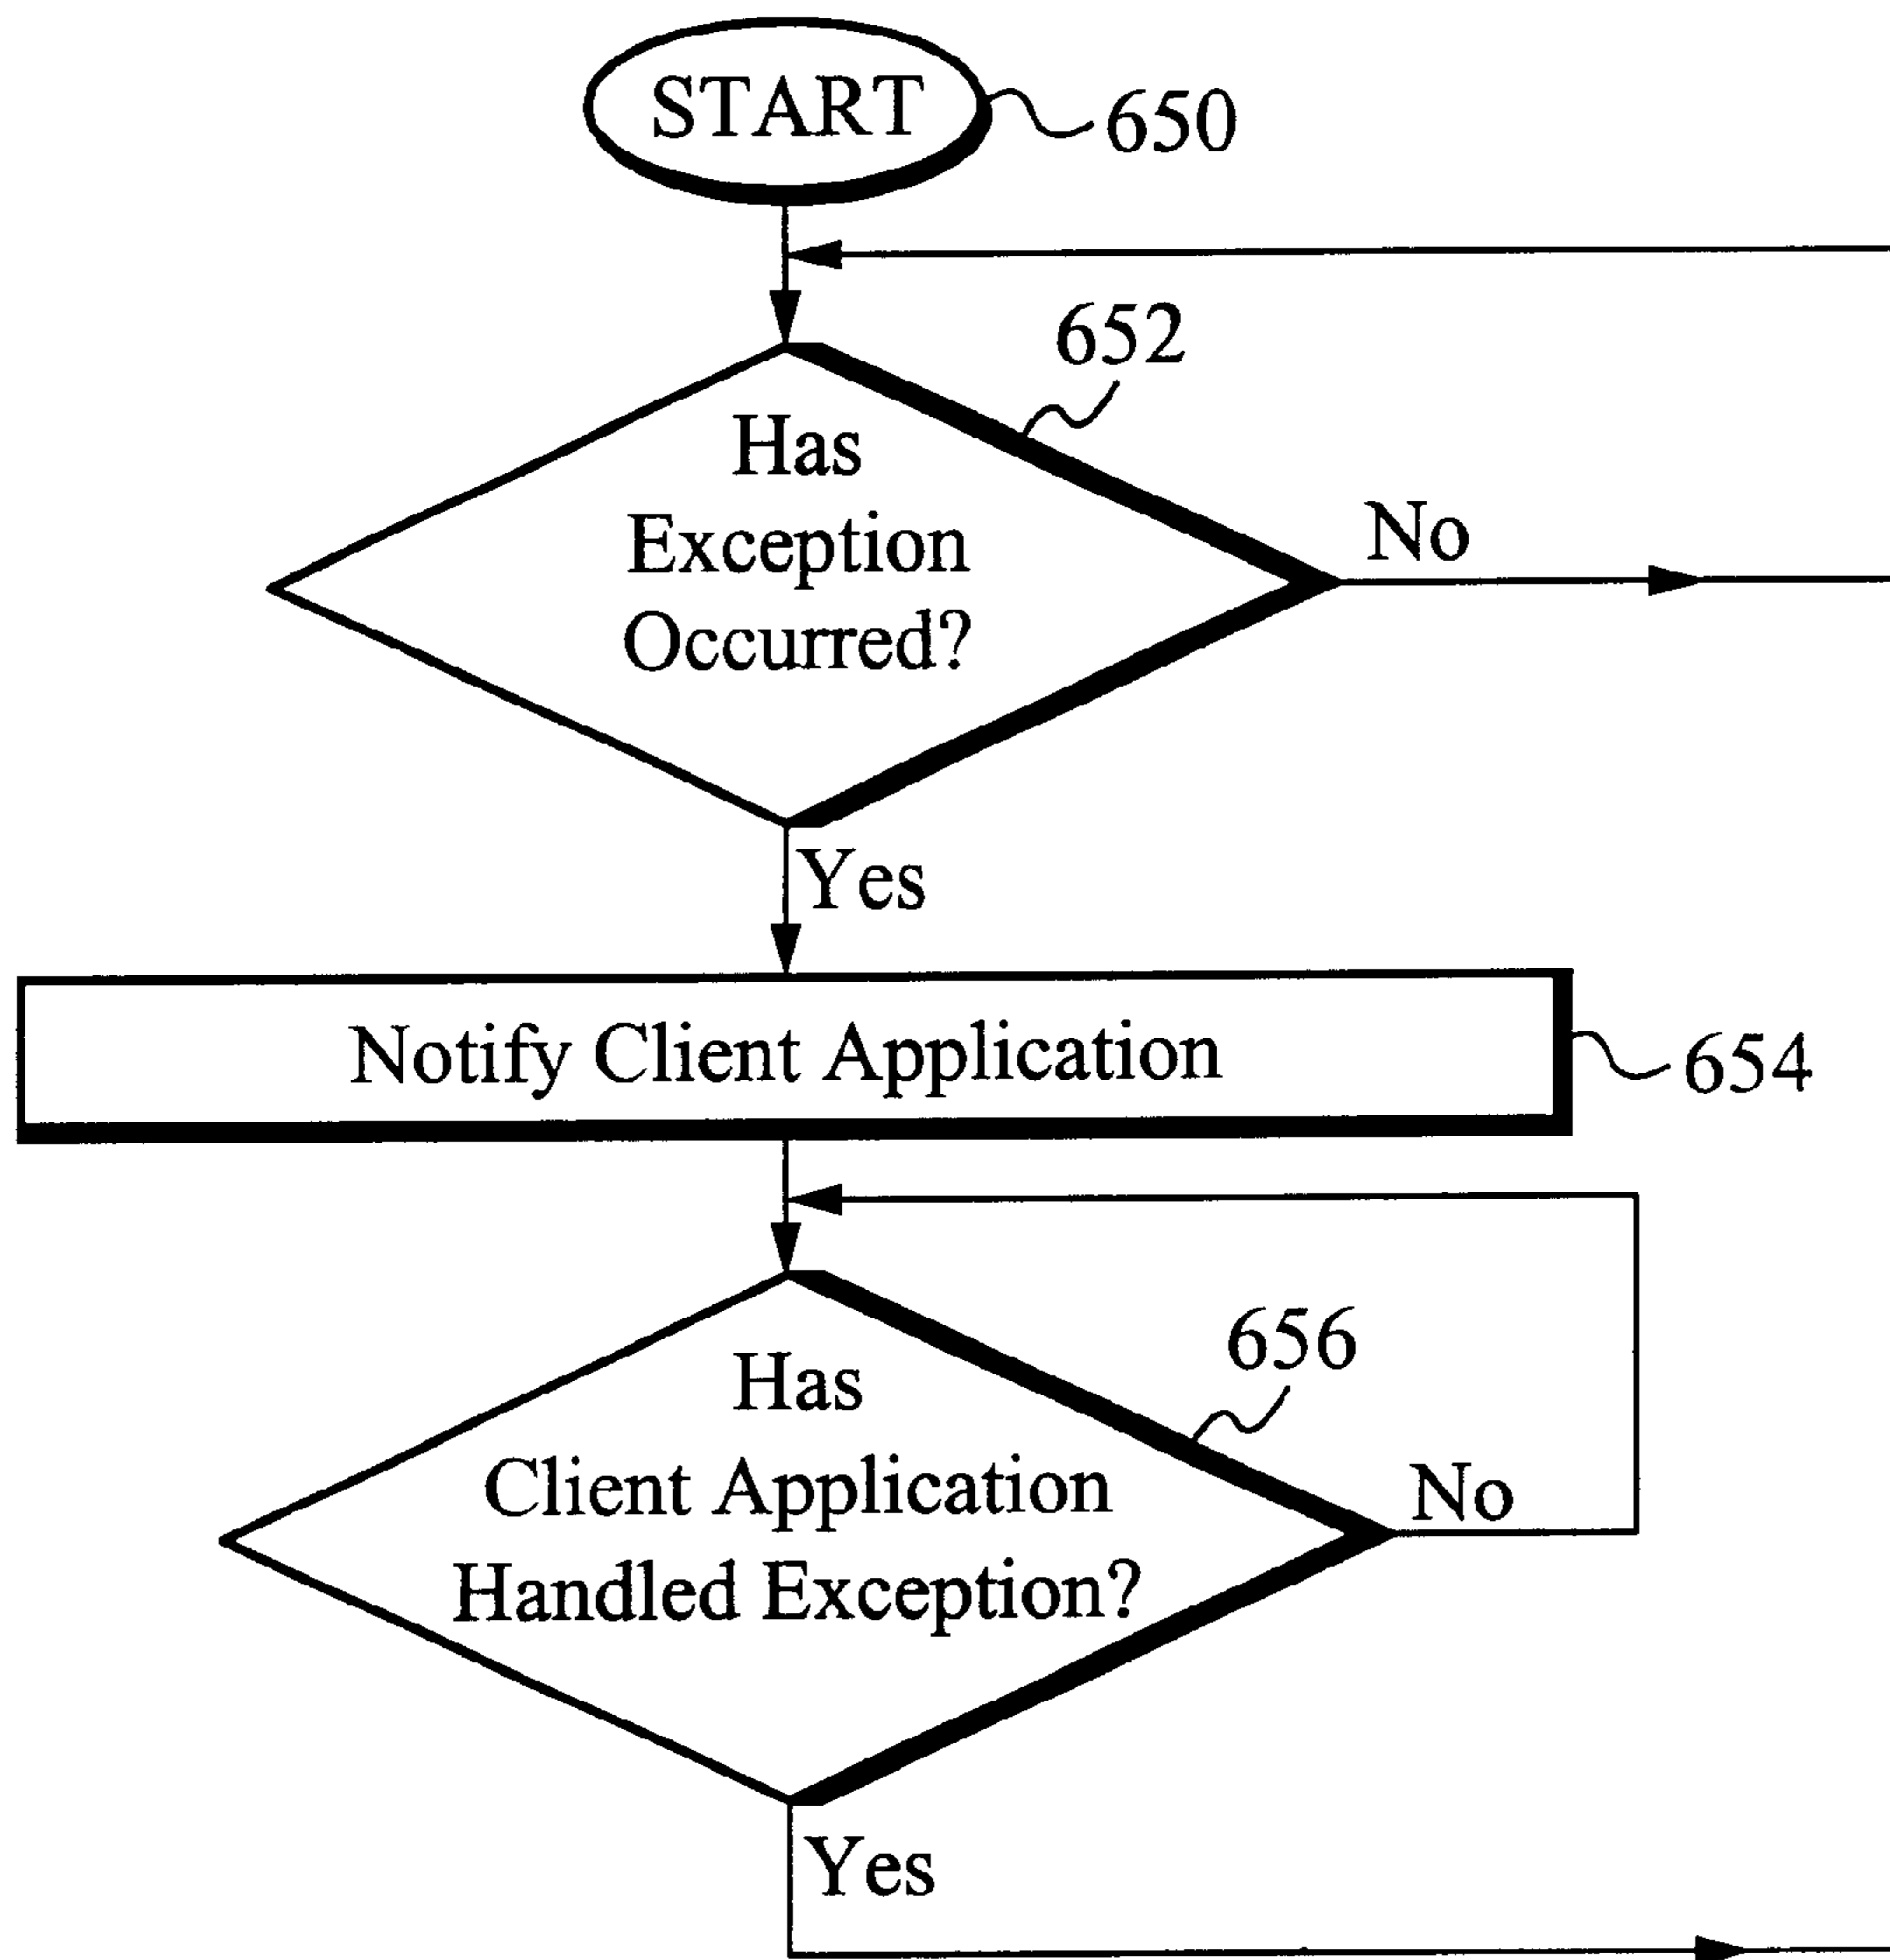 START
650
652
Has
Exception
Occurred?
No
Yes
Notify Client Application
654
656
Has
Client Application
Handled Exception?
No
Yes